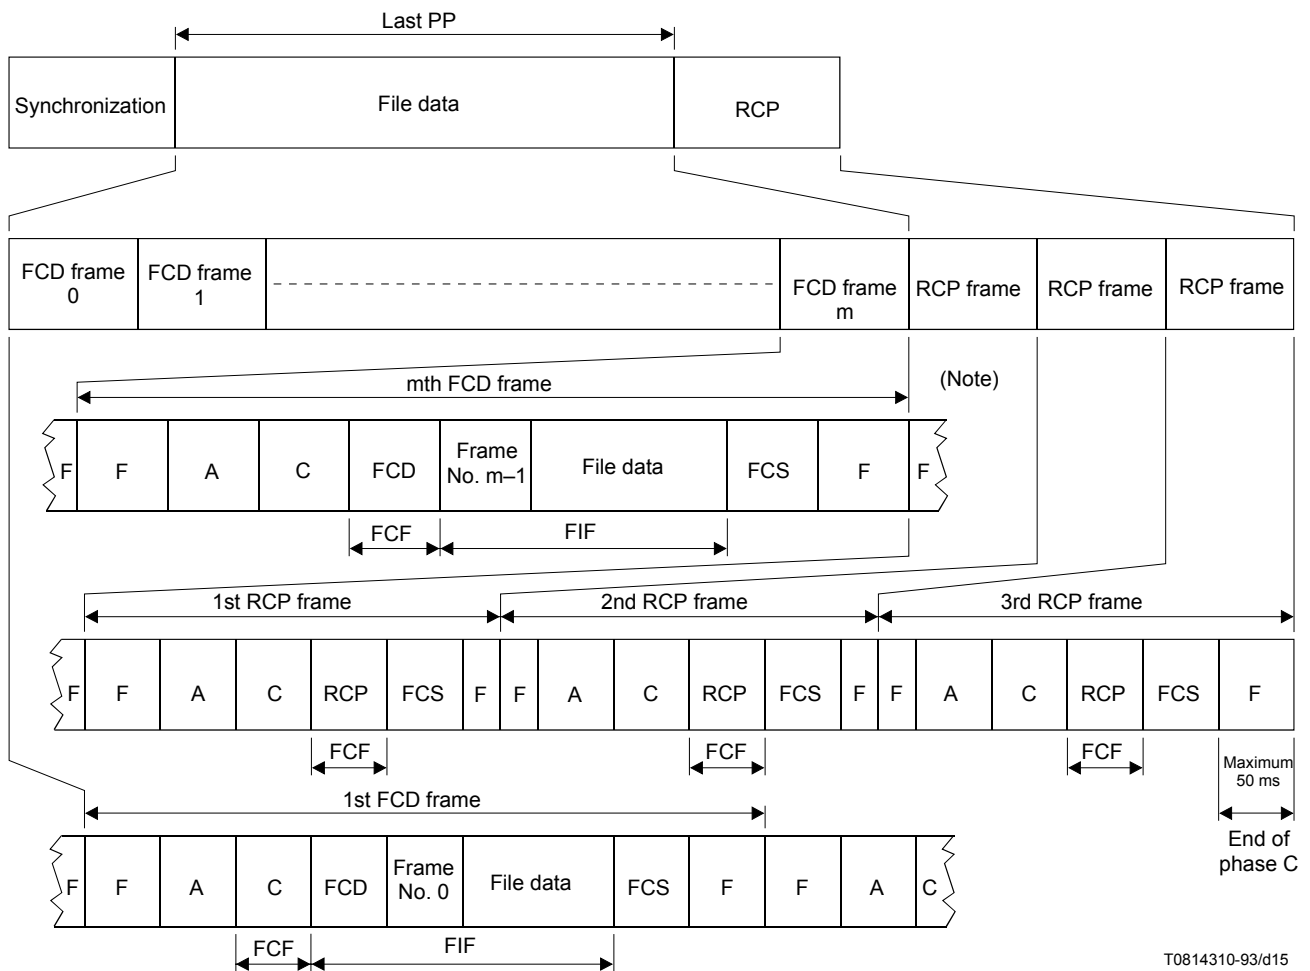 Last PP
Synchronization
File data
RCP
FCD frame
0
FCD frame
1
FCD frame
m
RCP frame
RCP frame
RCP frame
mth FCD frame
(Note)
F
F
A
C
FCD
Frame
No. m–1
File data
FCS
F
F
FCF
FIF
1st RCP frame
2nd RCP frame
3rd RCP frame
F
F
A
C
RCP
FCS
F
F
A
C
RCP
FCS
F
F
A
C
RCP
FCS
F
FCF
FCF
FCF
Maximum
50 ms
End of
phase C
1st FCD frame
F
F
A
C
FCD
Frame
No. 0
File data
FCS
F
F
A
C
FCF
FIF
T0814310-93/d15